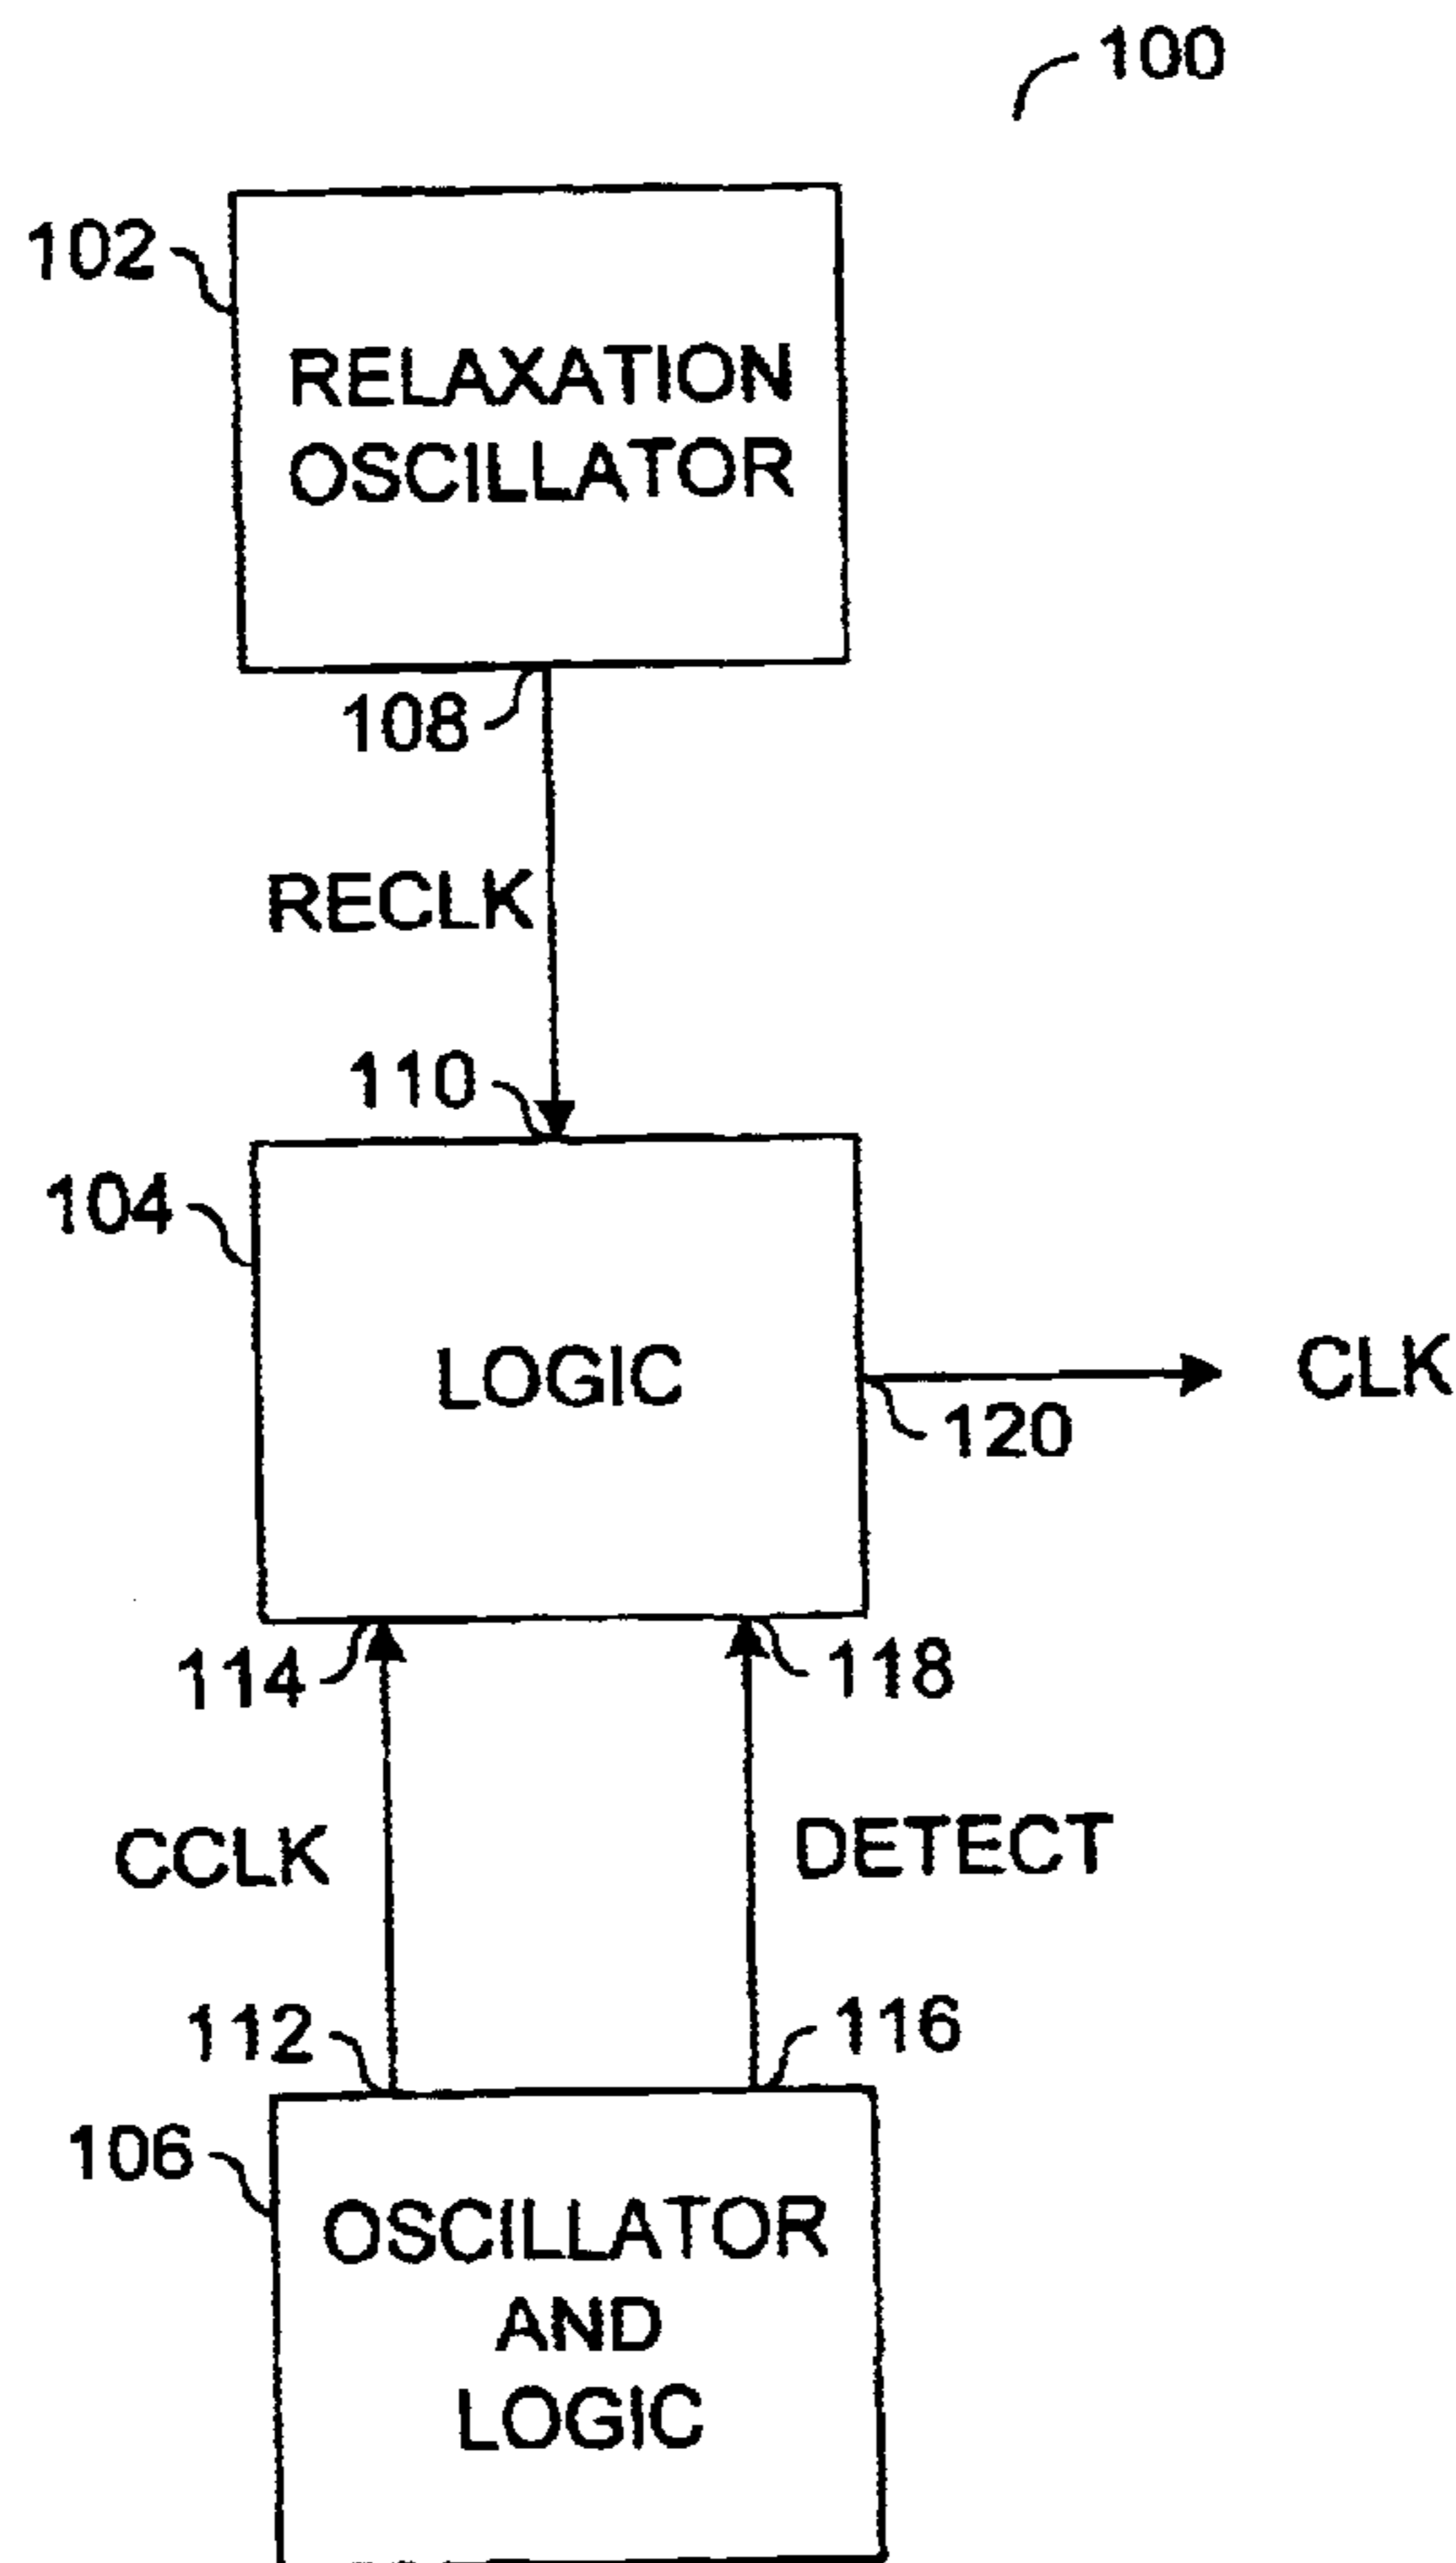 100
102
RELAXATION
OSCILLATOR
108
RECLK
110
104
LOGIC
CLK
120
114
118
CCLK
DETECT
112
116
106
OSCILLATOR
AND
LOGIC